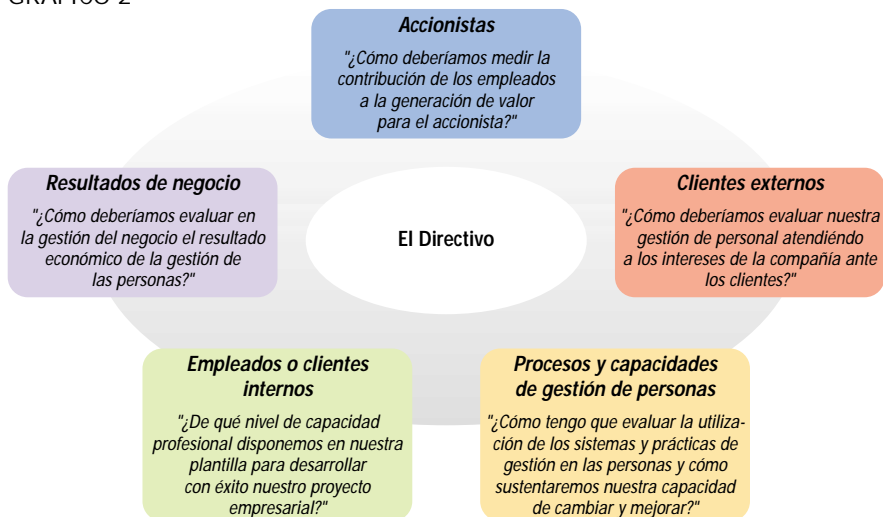 GRÁFICO 2
Accionistas
"¿Cómo deberíamos medir la
contribución de los empleados
a la generación de valor
para el accionista?"
Resultados de negocio
"¿Cómo deberíamos evaluar en
la gestión del negocio el resultado
económico de la gestión de
las personas?"
Clientes externos
"¿Cómo deberíamos evaluar nuestra
gestión de personal atendiéndo
a los intereses de la compañía ante
los clientes?"
El Directivo
Empleados o clientes
internos
"¿De qué nivel de capacidad
profesional disponemos en nuestra
plantilla para desarrollar
con éxito nuestro proyecto
empresarial?"
Procesos y capacidades
de gestión de personas
"¿Cómo tengo que evaluar la utiliza-
ción de los sistemas y prácticas de
gestión en las personas y cómo
sustentaremos nuestra capacidad
de cambiar y mejorar?"